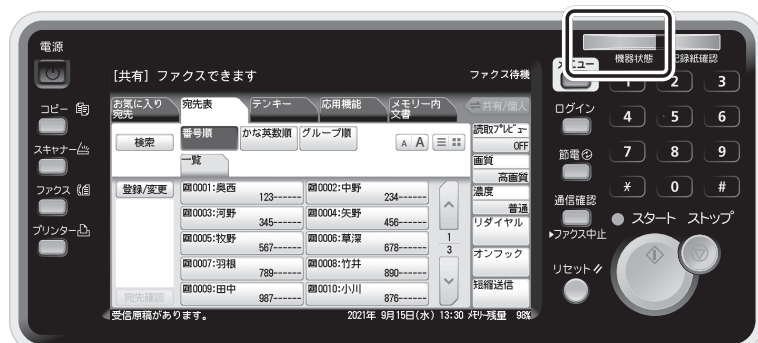 電源
機器状態 記録紙確認
メニュー
[共有] ファクスできます ファクス待機
お気に入り宛先 宛先表 テンキー 応用機能 メモリー内文書 共有/個人
検索 番号順 かな英数順 グループ順 A A
一覧
登録/変更
0001:奥西 123------ 0002:中野 234------
0003:河野 345------ 0004:矢野 456------
0005:牧野 567------ 0006:草深 678------
0007:羽根 789------ 0008:竹井 890------
0009:田中 987------ 0010:小川 876------
1
3
宛先確認
読取プレビュー
OFF
画質
高画質
濃度
普通
リダイヤル
オンフック
短縮送信
受信原稿があります。 2021年 9月15日(水) 13:30 メモリー残量 98%
コピー
スキャナー
ファクス
プリンター
ログイン
節電
通信確認
▶ファクス中止
リセット
1 2 3
4 5 6
7 8 9
* 0 #
スタート ストップ